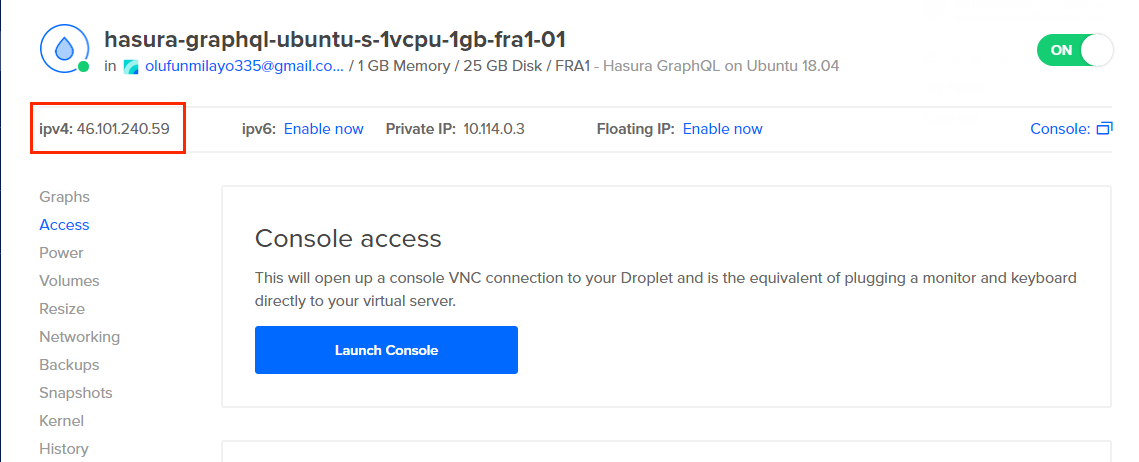 hasura-graphql-ubuntu-s-1vcpu-1gb-fra1-01
ON
in olufunmilayo335@gmail.co... / 1 GB Memory / 25 GB Disk / FRA1 - Hasura GraphQL on Ubuntu 18.04
ipv4: 46.101.240.59 ipv6: Enable now Private IP: 10.114.0.3 Floating IP: Enable now Console:
Graphs
Access
Power
Volumes
Resize
Networking
Backups
Snapshots
Kernel
History
Console access
This will open up a console VNC connection to your Droplet and is the equivalent of plugging a monitor and keyboard
directly to your virtual server.
Launch Console